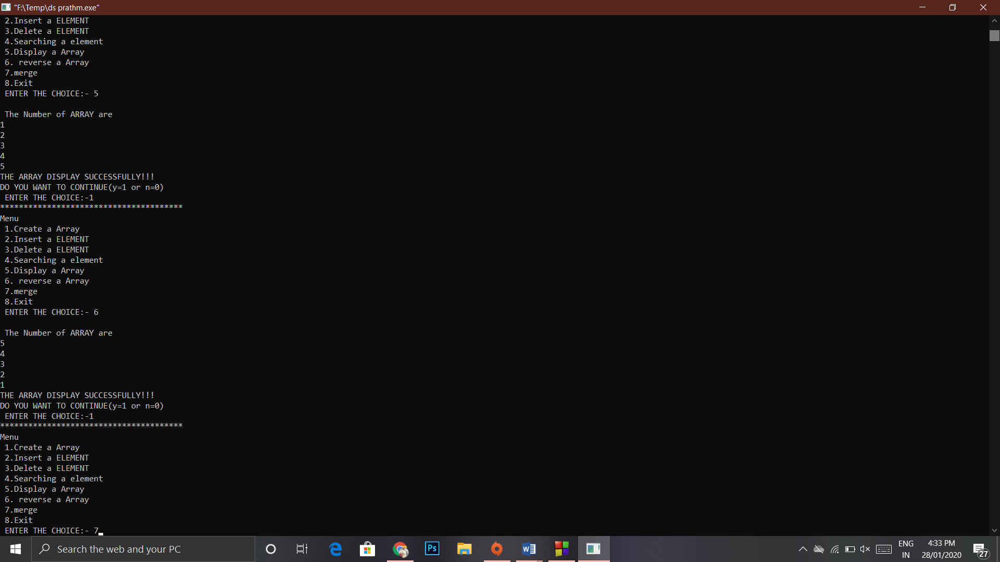 "F:\Temp\ds prathm.exe"
2.Insert a ELEMENT
3.Delete a ELEMENT
4.Searching a element
5.Display a Array
6. reverse a Array
7.merge
8.Exit
ENTER THE CHOICE:- 5
The Number of ARRAY are
1
2
3
4
5
THE ARRAY DISPLAY SUCCESSFULLY!!!
DO YOU WANT TO CONTINUE(y=1 or n=0)
ENTER THE CHOICE:-1
***************************************
Menu
1.Create a Array
2.Insert a ELEMENT
3.Delete a ELEMENT
4.Searching a element
5.Display a Array
6. reverse a Array
7.merge
8.Exit
ENTER THE CHOICE:- 6
The Number of ARRAY are
5
4
3
2
1
THE ARRAY DISPLAY SUCCESSFULLY!!!
DO YOU WANT TO CONTINUE(y=1 or n=0)
ENTER THE CHOICE:-1
***************************************
Menu
1.Create a Array
2.Insert a ELEMENT
3.Delete a ELEMENT
4.Searching a element
5.Display a Array
6. reverse a Array
7.merge
8.Exit
ENTER THE CHOICE:- 7
Search the web and your PC
Ps
W
ENG
IN
4:33 PM
28/01/2020
27